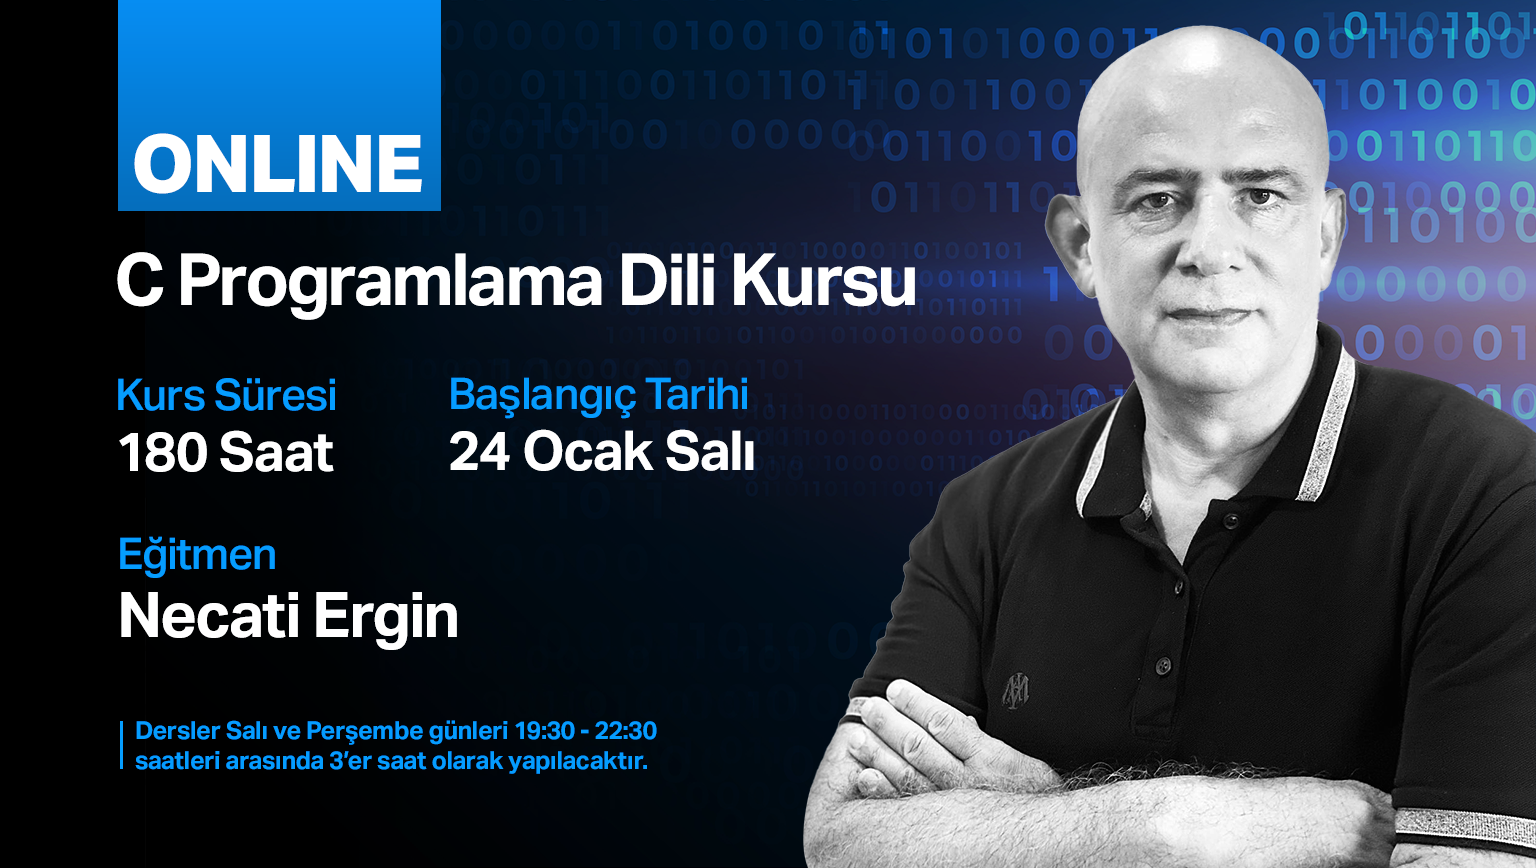 ONLINE
C Programlama Dili Kursu
Kurs Süresi
180 Saat
Başlangıç Tarihi
24 Ocak Salı
Eğitmen
Necati Ergin
Dersler Salı ve Perşembe günleri 19:30 - 22:30
saatleri arasında 3’er saat olarak yapılacaktır.